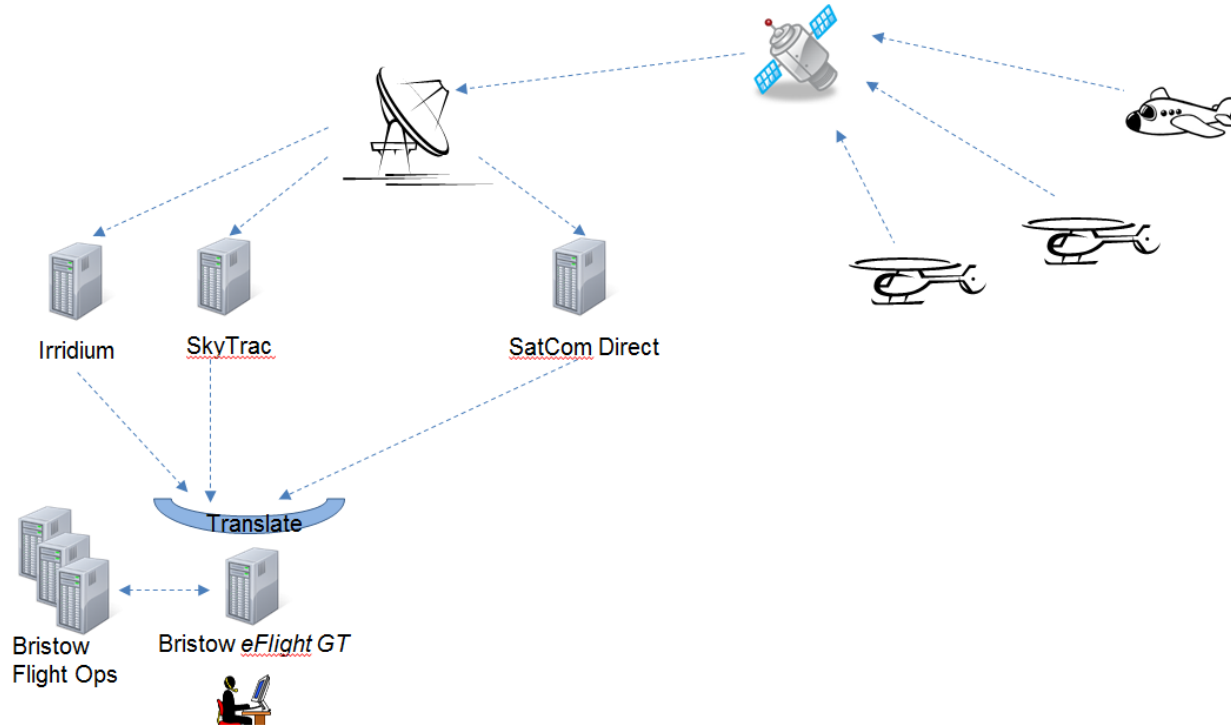 Irridium
SkyTrac
SatCom Direct
Translate
Bristow
Flight Ops
Bristow eFlight GT